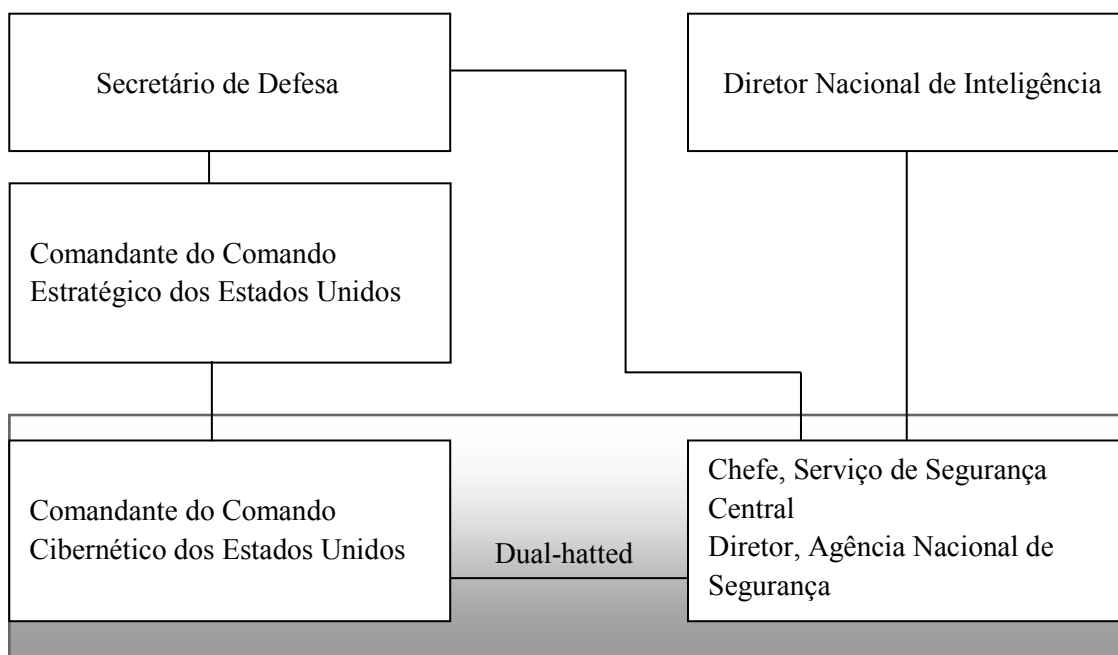 Secretário de Defesa
Diretor Nacional de Inteligência
Comandante do Comando
Estratégico dos Estados Unidos
Comandante do Comando
Cibernético dos Estados Unidos
Dual-hatted
Chefe, Serviço de Segurança
Central
Diretor, Agência Nacional de
Segurança